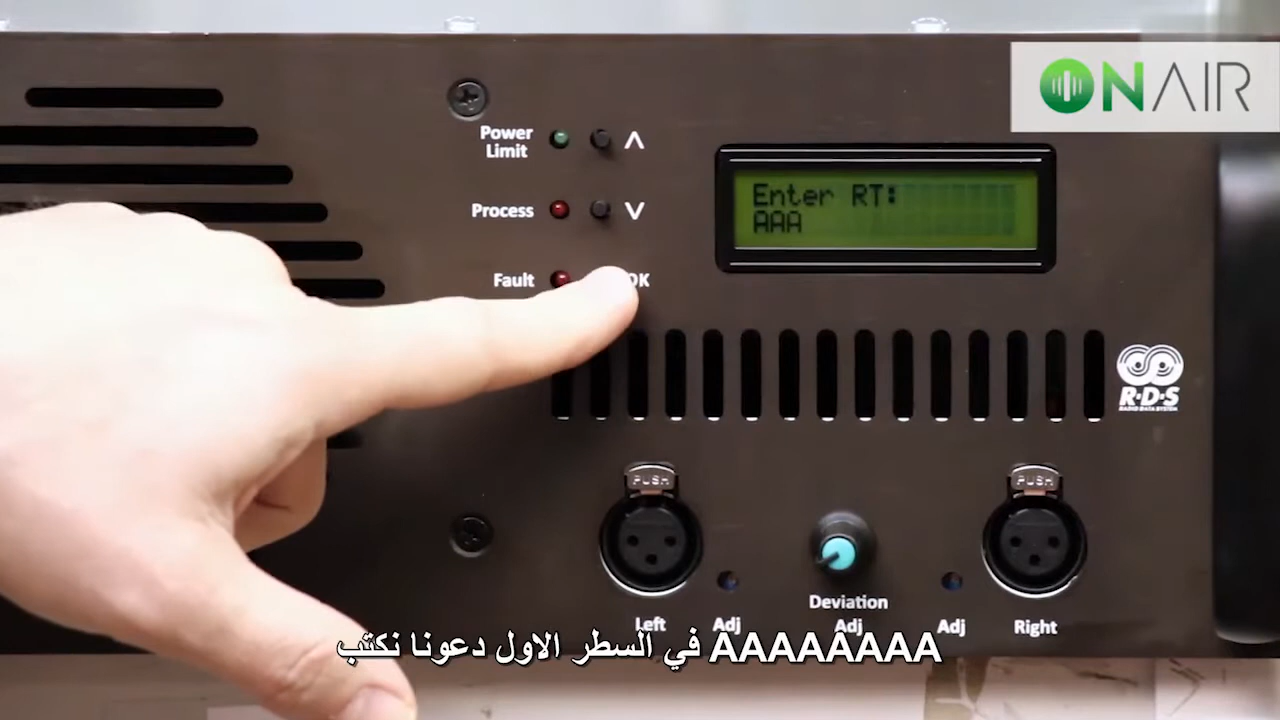 ONAIR
Power
Limit
Process
Fault
OK
Enter RT:
AAA
R·D·S
RADIO DATA SYSTEM
PUSH
PUSH
Left
Adj
Deviation
Adj
Adj
Right
في السطر الاول دعونا نكتب AAAAAAAA